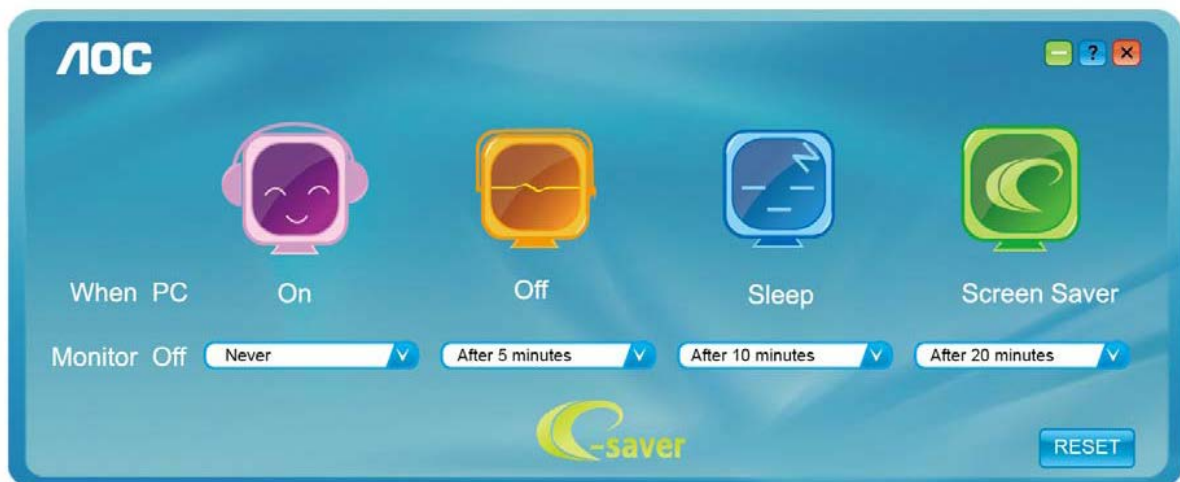 AOC
?
When PC On Off Sleep Screen Saver
Monitor Off Never After 5 minutes After 10 minutes After 20 minutes
e-saver
RESET